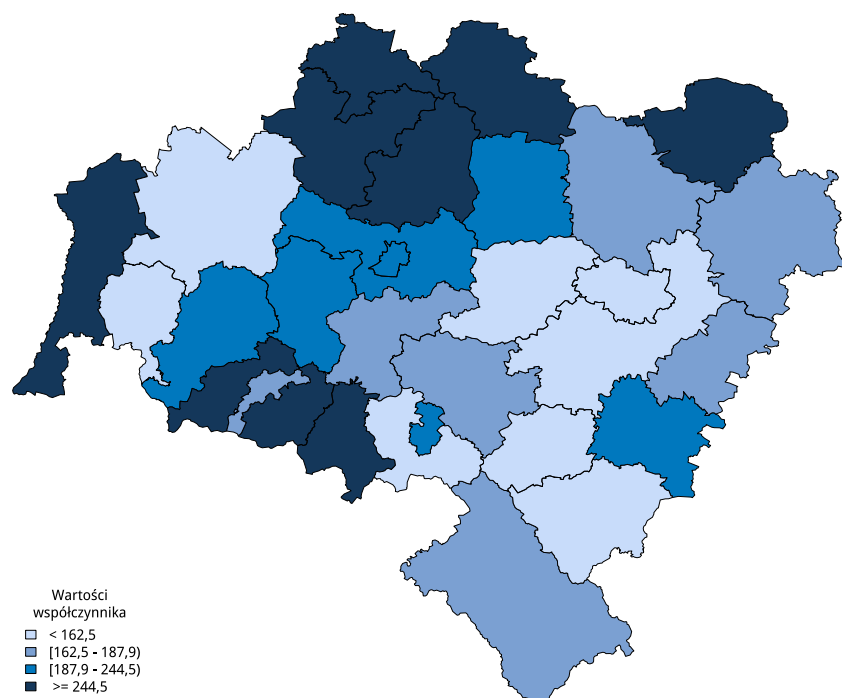 Wartości
współczynnika
< 162,5
[162,5 - 187,9)
[187,9 - 244,5)
>= 244,5